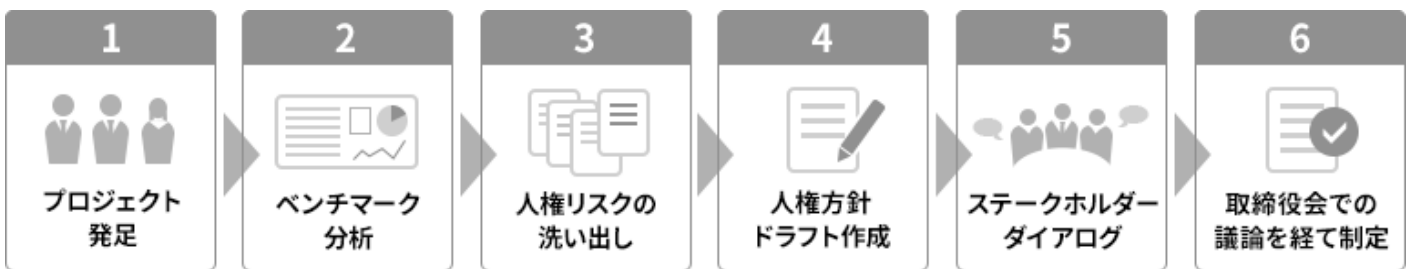 1
プロジェクト
発足
2
ベンチマーク
分析
3
人権リスクの
洗い出し
4
人権方針
ドラフト作成
5
ステークホルダー
ダイアログ
6
取締役会での
議論を経て制定